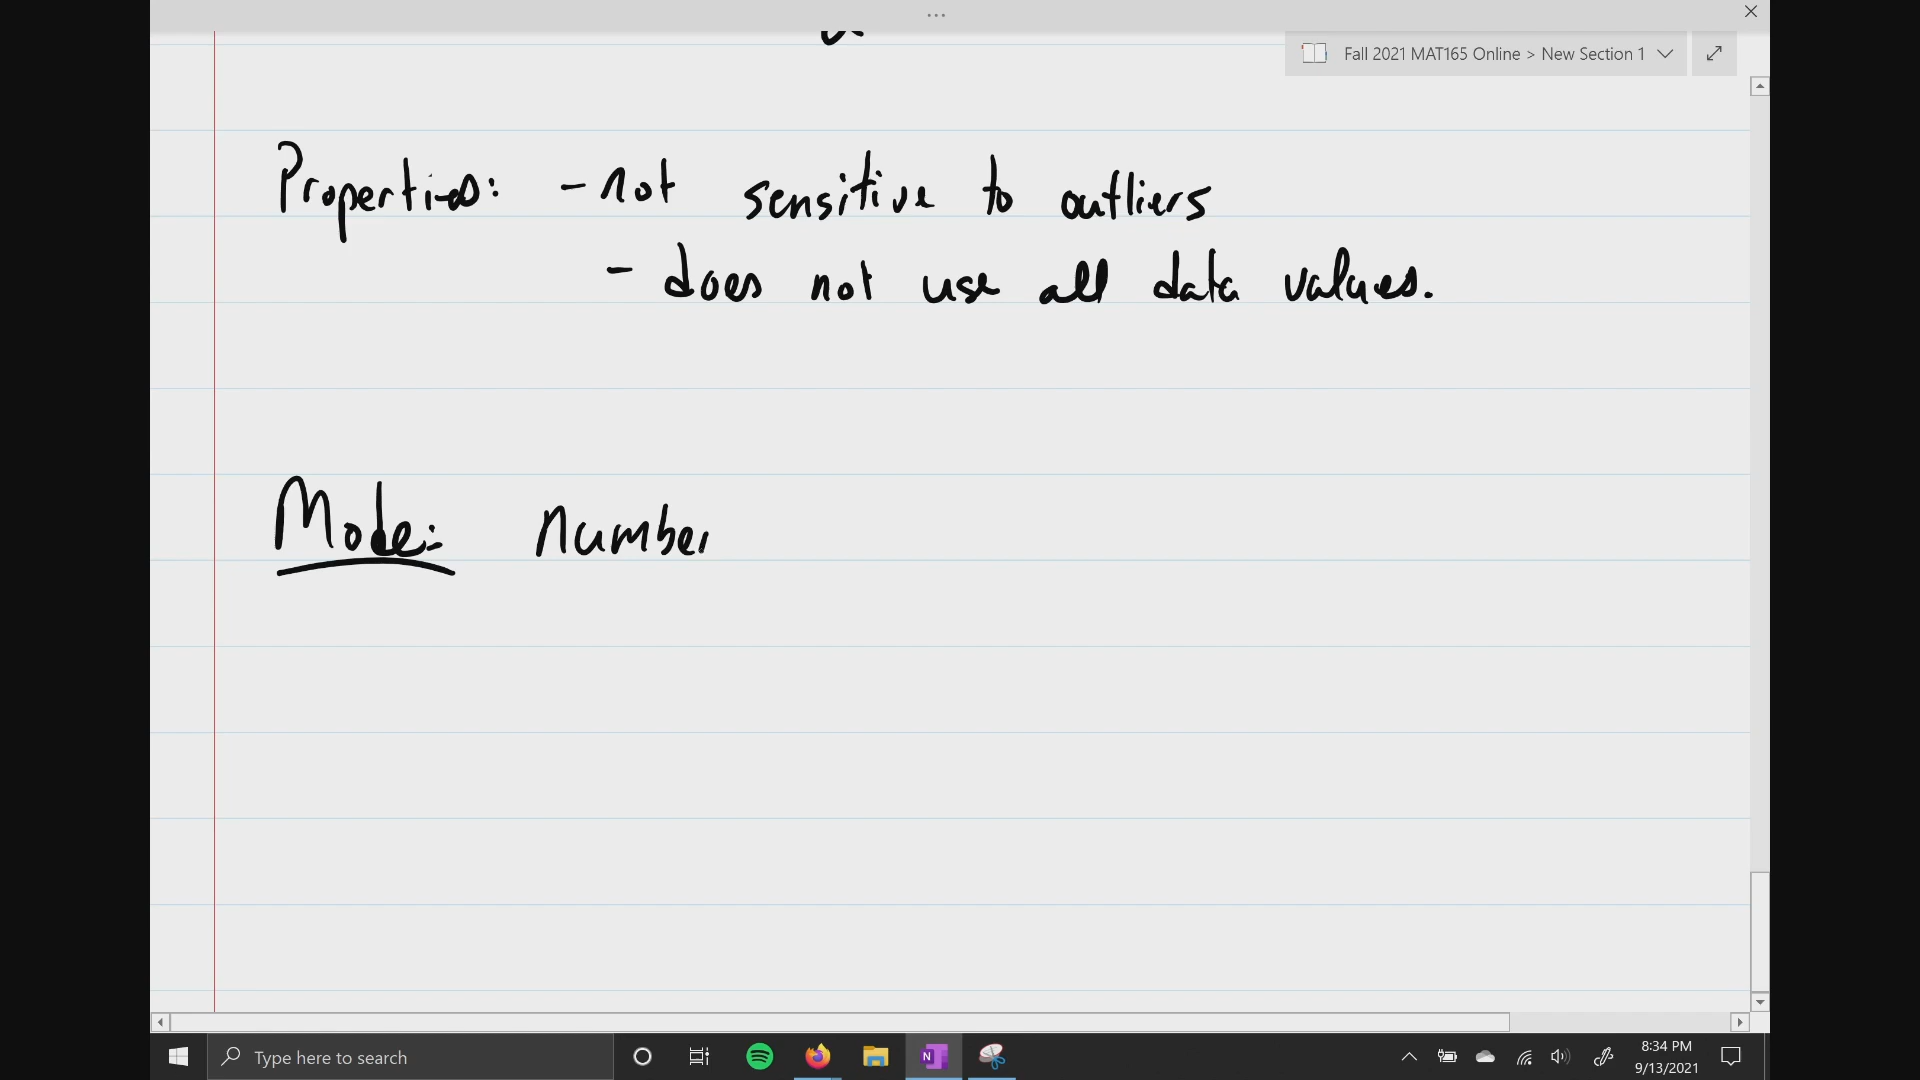 Fall 2021 MAT165 Online > New Section 1
Properties: - not sensitive to outliers
- does not use all data values.
Mode: Number
Type here to search
8:34 PM
9/13/2021